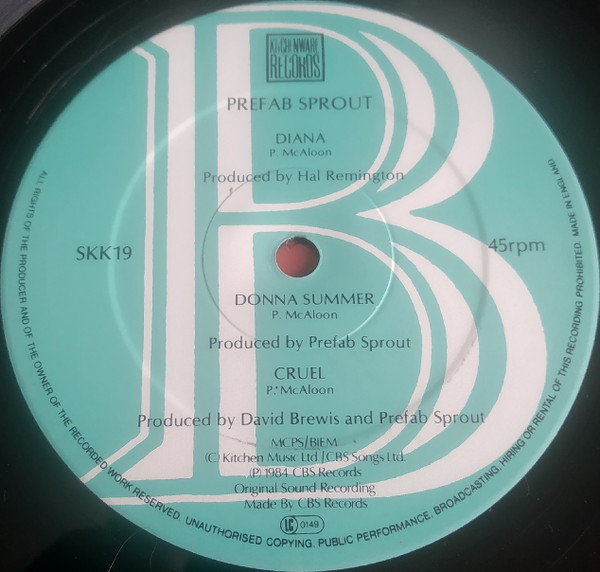 B
KITCHENWARE
RECORDS
PREFAB SPROUT
DIANA
P. McAloon
Produced by Hal Remington
SKK19
45rpm
DONNA SUMMER
P. McAloon
Produced by Prefab Sprout
CRUEL
P. McAloon
Produced by David Brewis and Prefab Sprout
MCPS/BIEM
(C) Kitchen Music Ltd./CBS Songs Ltd.
(P) 1984 CBS Records
Original Sound Recording
Made By CBS Records
LC 0149
ALL RIGHTS OF THE PRODUCER AND OF THE OWNER OF THE RECORDED WORK RESERVED. UNAUTHORISED COPYING, PUBLIC PERFORMANCE, BROADCASTING, HIRING OR RENTAL OF THIS RECORDING PROHIBITED. MADE IN ENGLAND.